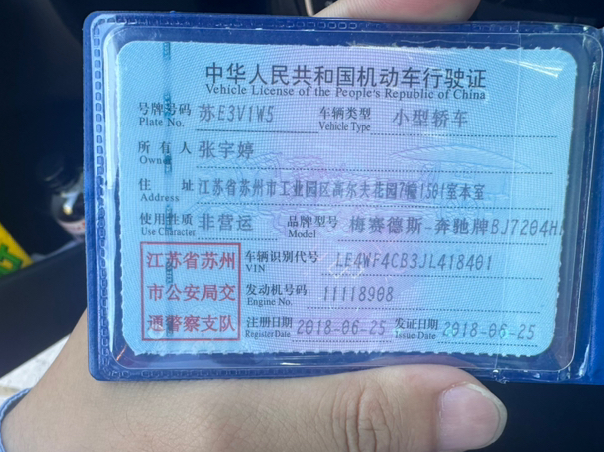 中华人民共和国机动车行驶证
Vehicle License of the People's Republic of China
号牌号码 苏E3V1W5 车辆类型 小型轿车
Plate No. Vehicle Type
所有人 张宇婷
Owner
住址 江苏省苏州市工业园区高尔夫花园7幢1501室本室
Address
使用性质 非营运 品牌型号 梅赛德斯-奔驰牌BJ7204H
Use Character Model
江苏省苏州 车辆识别代号 LE4WF4CB3JL418401
VIN
市公安局交 发动机号码 11118908
Engine No.
通警察支队 注册日期 2018-06-25 发证日期 2018-06-25
Register Date Issue Date